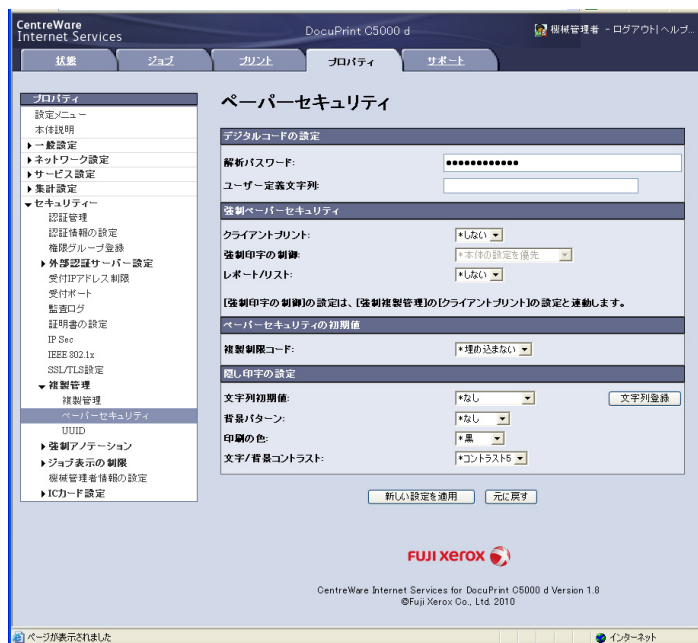 CentreWare
Internet Services
DocuPrint C5000 d
機械管理者 - ログアウト|ヘルプ...
状態
ジョブ
プリント
プロパティ
サポート
プロパティ
設定メニュー
本体説明
一般設定
ネットワーク設定
サービス設定
集計設定
セキュリティー
認証管理
認証情報の設定
権限グループ登録
外部認証サーバー設定
受付IPアドレス制限
受付ポート
監査ログ
証明書の設定
IP Sec
IEEE 802.1x
SSL/TLS設定
複製管理
複製管理
ペーパーセキュリティ
UUID
強制アノテーション
ジョブ表示の制限
機械管理者情報の設定
ICカード設定
ペーパーセキュリティ
デジタルコードの設定
解析パスワード: ●●●●●●●●●●●●
ユーザー定義文字列:
強制ペーパーセキュリティ
クライアントプリント: *しない
強制印字の制御: *本体の設定を優先
レポート/リスト: *しない
[強制印字の制御]の設定は、[強制複製管理]の[クライアントプリント]の設定と連動します。
ペーパーセキュリティの初期値
複製制限コード: *埋め込まない
隠し印字の設定
文字列初期値: *なし 文字列登録
背景パターン: *なし
印刷の色: *黒
文字/背景コントラスト: *コントラスト5
新しい設定を適用 元に戻す
FUJI xerox
CentreWare Internet Services for DocuPrint C5000 d Version 1.8
©Fuji Xerox Co., Ltd. 2010
ページが表示されました
インターネット